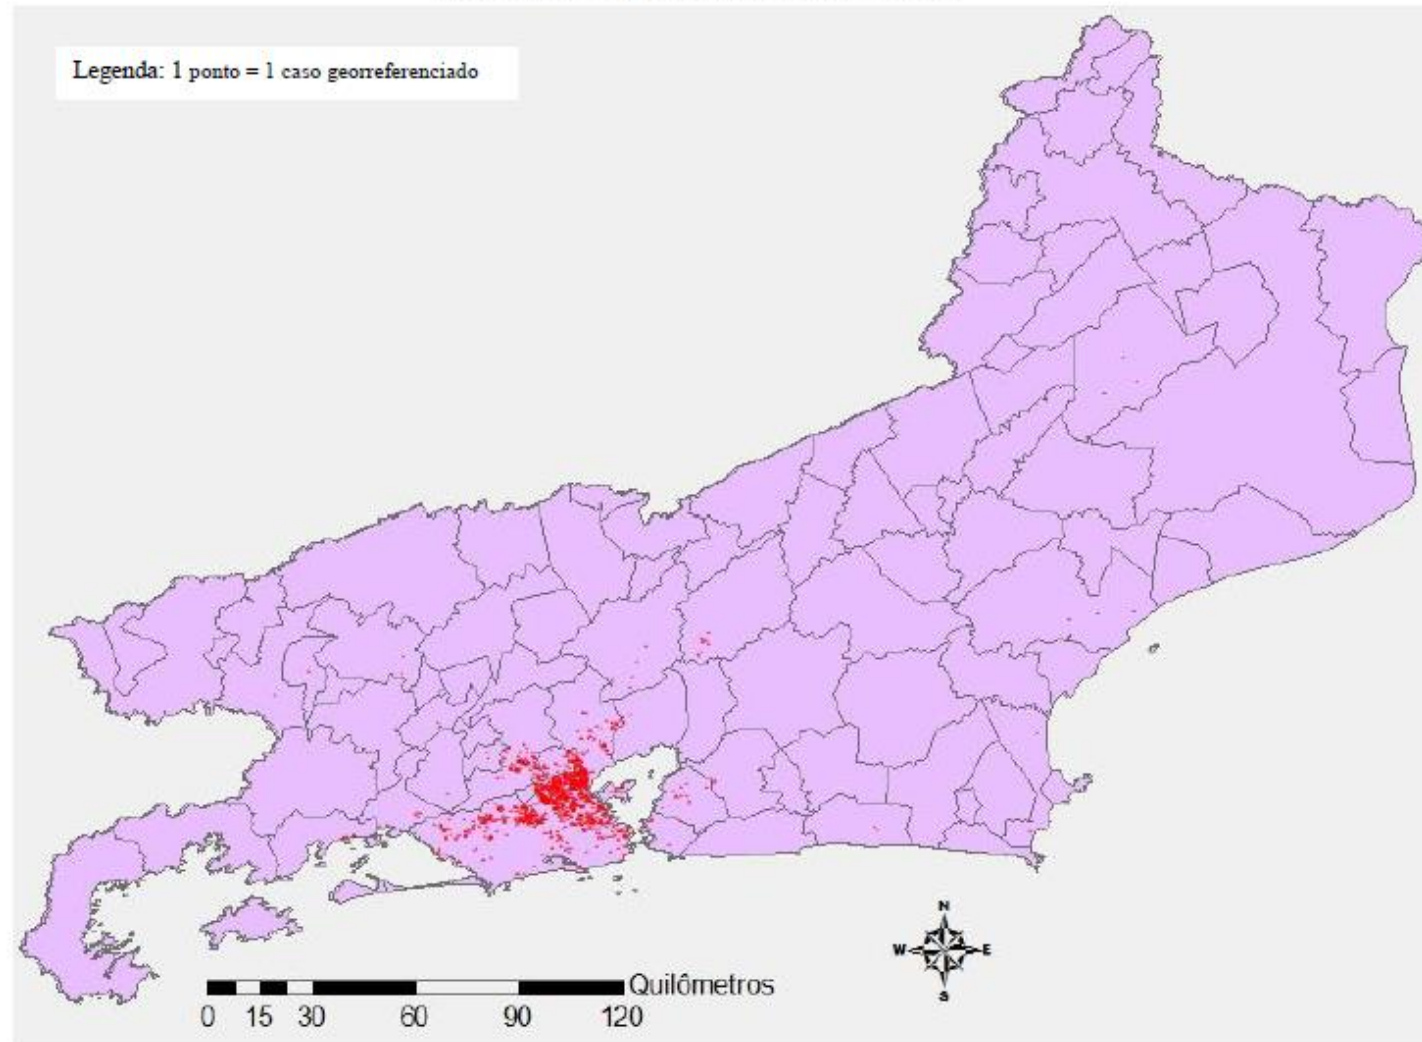 Legenda: 1 ponto = 1 caso georreferenciado
N
W E
S
Quilômetros
0 15 30 60 90 120